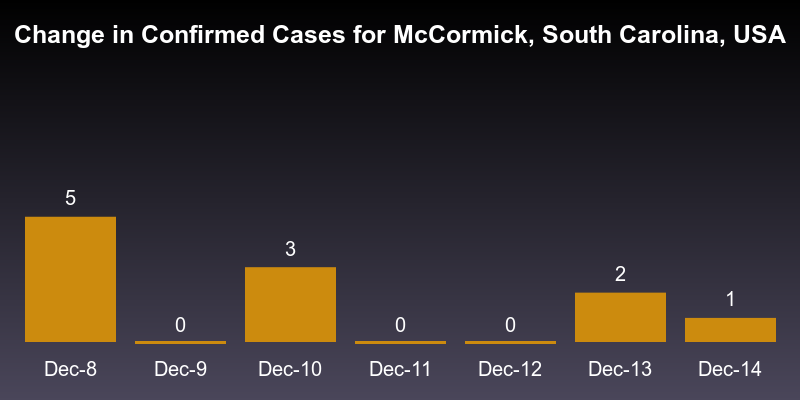 Change in Confirmed Cases for McCormick, South Carolina, USA
5
0
3
0
0
2
1
Dec-8
Dec-9
Dec-10
Dec-11
Dec-12
Dec-13
Dec-14